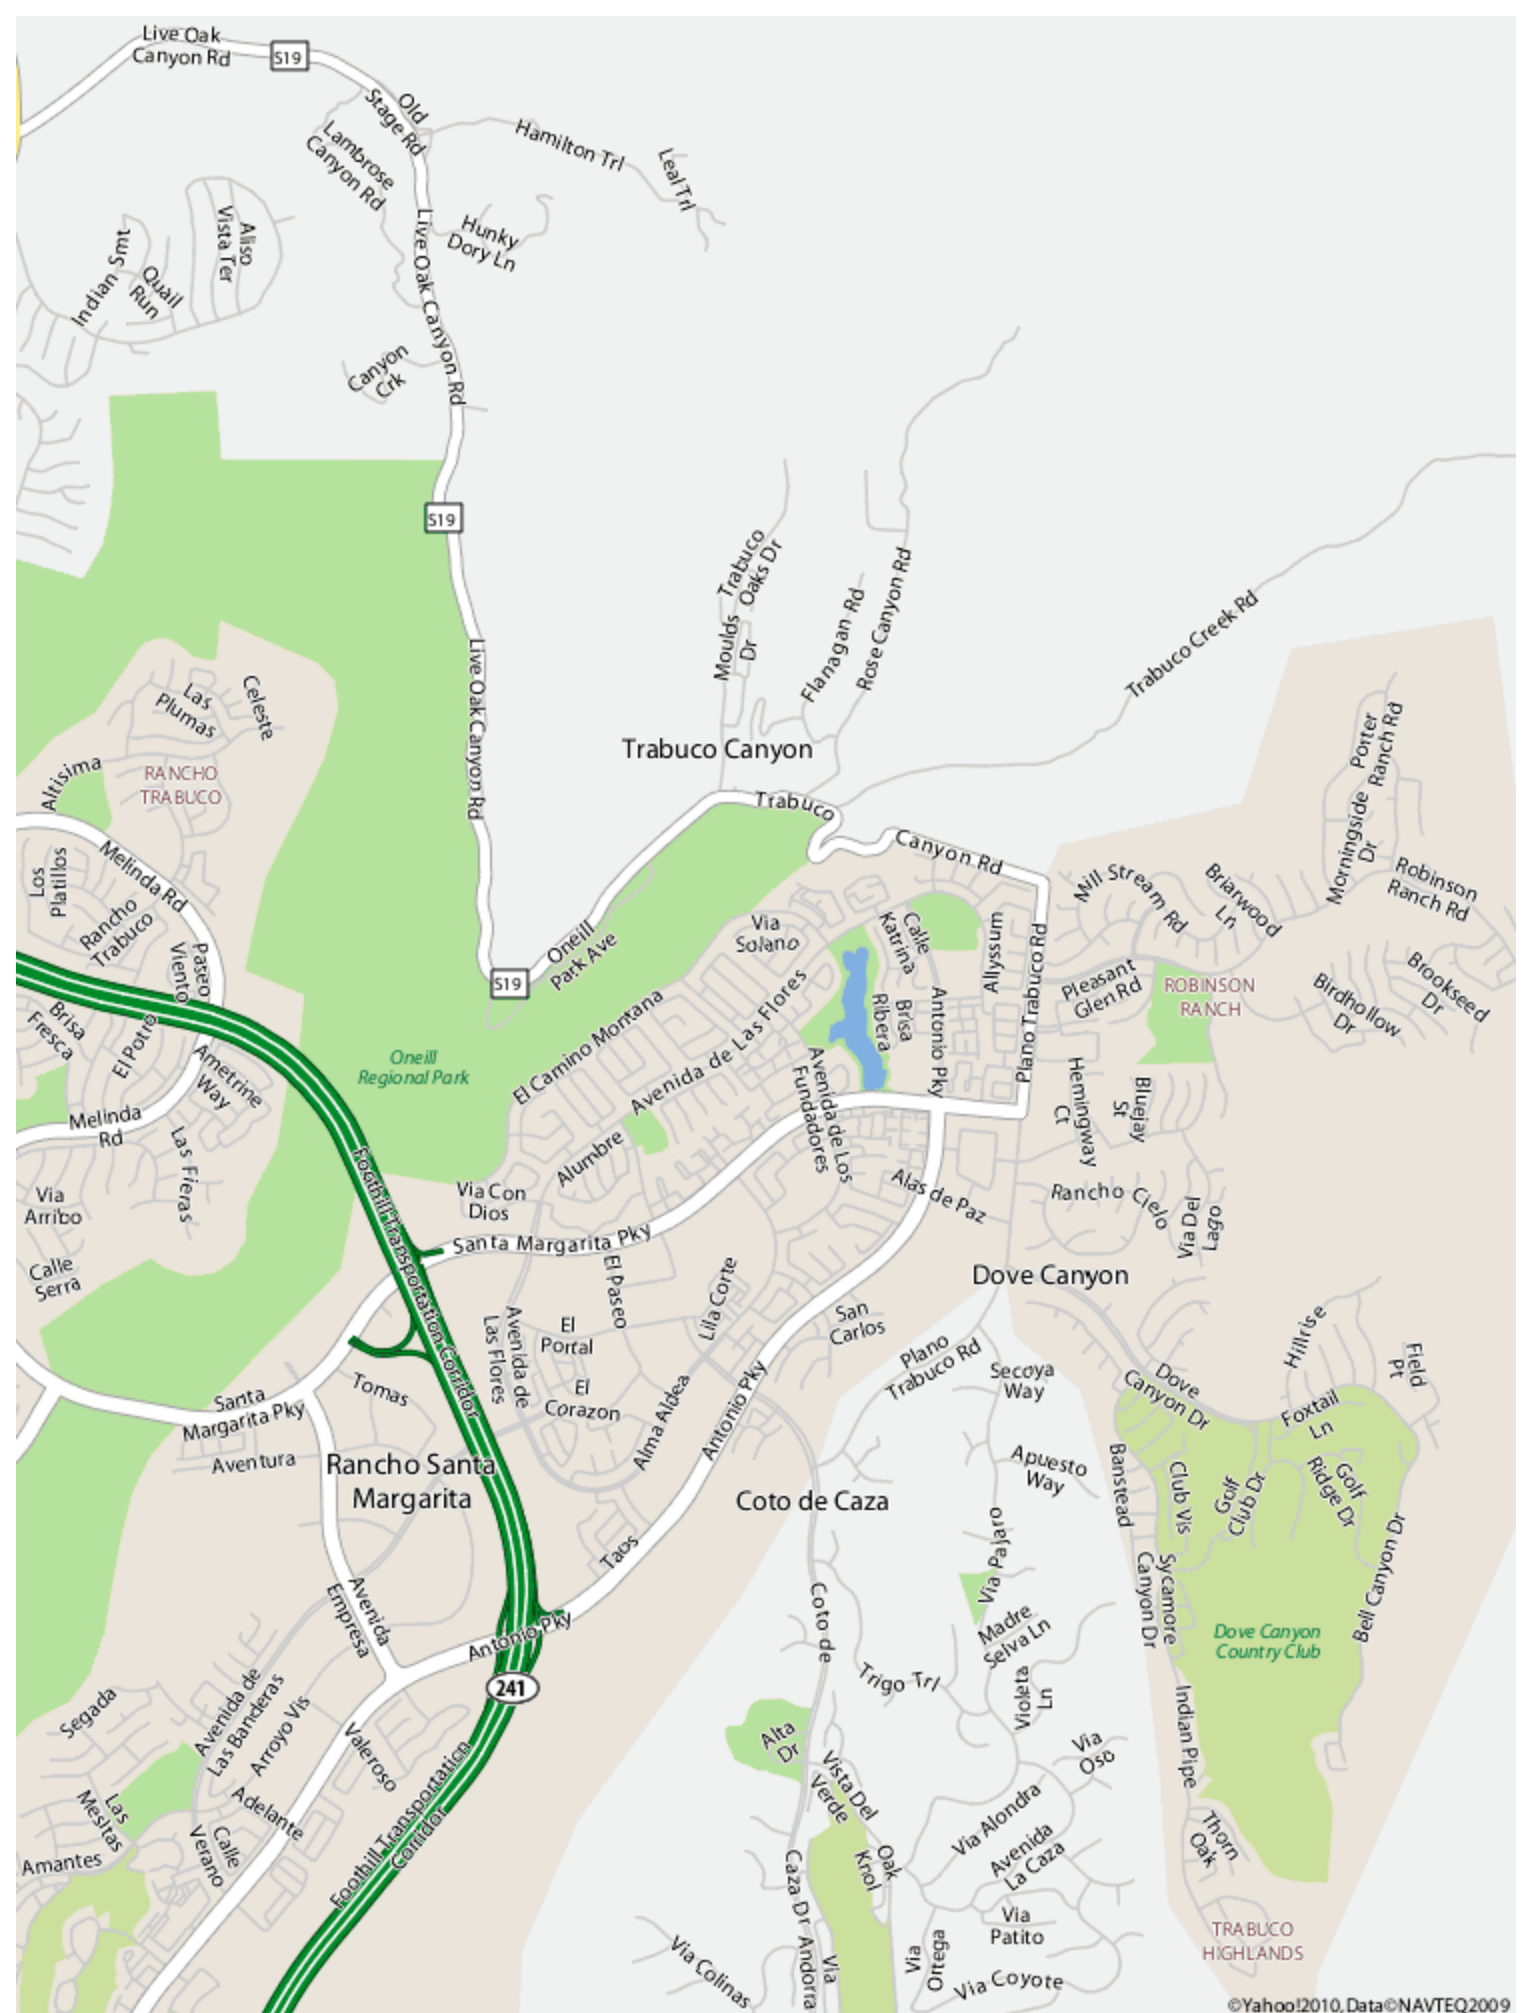 Live Oak
Canyon Rd
S19
Old
Stage Rd
Hamilton Trl
Leal Trl
Lambrose
Canyon Rd
Live Oak Canyon Rd
Hunky
Dory Ln
Aliso
Vista Ter
Indian Smt
Quail
Run
Canyon
Crk
S19
Trabuco
Oaks Dr
Moulds
Dr
Flanagan Rd
Rose Canyon Rd
Trabuco Creek Rd
Live Oak Canyon Rd
Las
Plumas
Celeste
Altisima
RANCHO
TRABUCO
Trabuco Canyon
Porter
Ranch Rd
Morningside
Dr
Trabuco
Canyon Rd
Melinda Rd
Los
Platillos
Rancho
Trabuco
Paseo
Viento
Mill Stream Rd
Briarwood
Ln
Robinson
Ranch Rd
Via
Solano
Calle
Katrina
Allyssum
Plano Trabuco Rd
Oneill
Park Ave
S19
Pleasant
Glen Rd
ROBINSON
RANCH
Birdhollow
Dr
Brookseed
Dr
Brisa
Fresca
El Potro
Ametrine
Way
Oneill
Regional Park
El Camino Montana
Avenida de Las Flores
Brisa
Ribera
Antonio Pky
Avenida de Los
Fundadores
Hemingway
Ct
Bluejay
St
Melinda
Rd
Las Fieras
Via
Arribo
Calle
Serra
Alumbre
Via Con
Dios
Alas de Paz
Rancho Cielo
Via Del
Lago
Foothill Transportation Corridor
Santa Margarita Pky
El Paseo
Lila Corte
Dove Canyon
San
Carlos
Avenida de
Las Flores
El
Portal
El
Corazon
Alma Aldea
Antonio Pky
Plano
Trabuco Rd
Secoya
Way
Dove
Canyon Dr
Hillrise
Field
Pt
Foxtail
Ln
Santa
Margarita Pky
Tomas
Aventura
Rancho Santa
Margarita
Coto de Caza
Apuesto
Way
Banstead
Club Vis
Golf
Club Dr
Golf
Ridge Dr
Bell Canyon Dr
Taos
Avenida
Empresa
Antonio Pky
241
Coto de
Caza Dr
Via Pajaro
Madre
Selva Ln
Sycamore
Canyon Dr
Dove Canyon
Country Club
Trigo Trl
Violeta
Ln
Segada
Avenida de
Las Banderas
Arroyo Vis
Valeroso
Alta
Dr
Vista Del
Verde
Via
Oso
Indian Pipe
Las
Mesitas
Adelante
Calle
Verano
Amantes
Foothill Transportation
Corridor
Via Alondra
Avenida
La Caza
Oak
Knol
Thorn
Oak
Via
Patito
Via
Ortega
Via Coyote
Via Colinas
Via
Andorra
TRABUCO
HIGHLANDS
©Yahoo!2010, Data©NAVTEQ2009